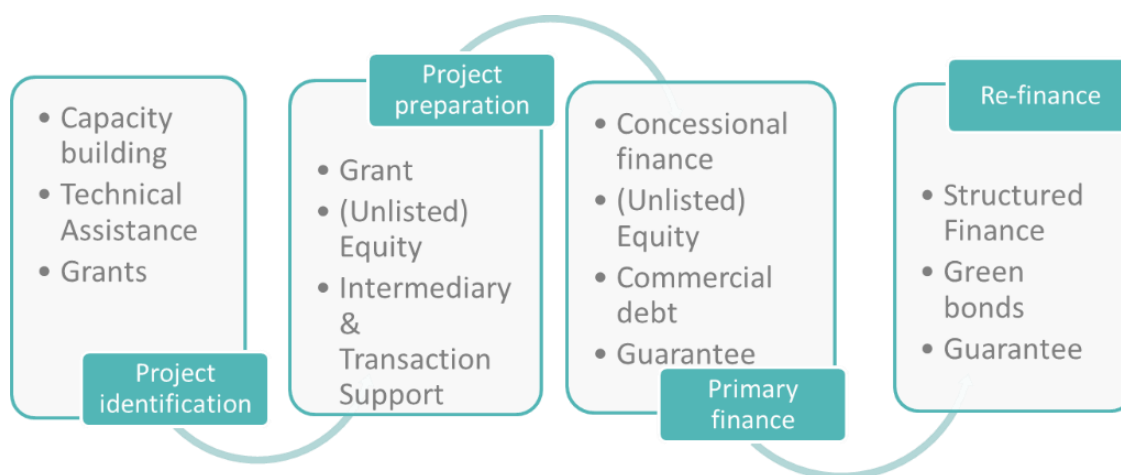 • Capacity
building
• Technical
Assistance
• Grants
Project
identification
Project
preparation
• Grant
• (Unlisted)
Equity
• Intermediary
&
Transaction
Support
• Concessional
finance
• (Unlisted)
Equity
• Commercial
debt
• Guarantee
Primary
finance
Re-finance
• Structured
Finance
• Green
bonds
• Guarantee